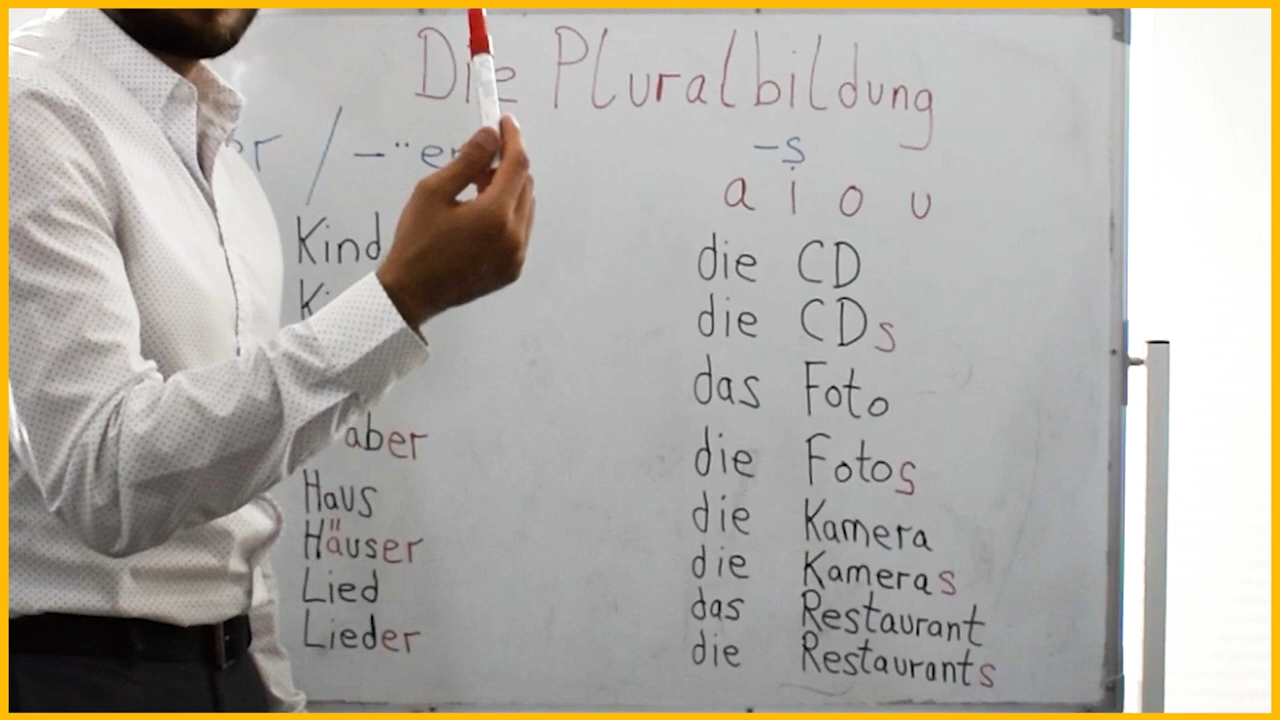 Die Pluralbildung
er / -¨er
Kind
aber
Haus
Häuser
Lied
Lieder
-s
a i o u
die CD
die CDs
das Foto
die Fotos
die Kamera
die Kameras
das Restaurant
die Restaurants